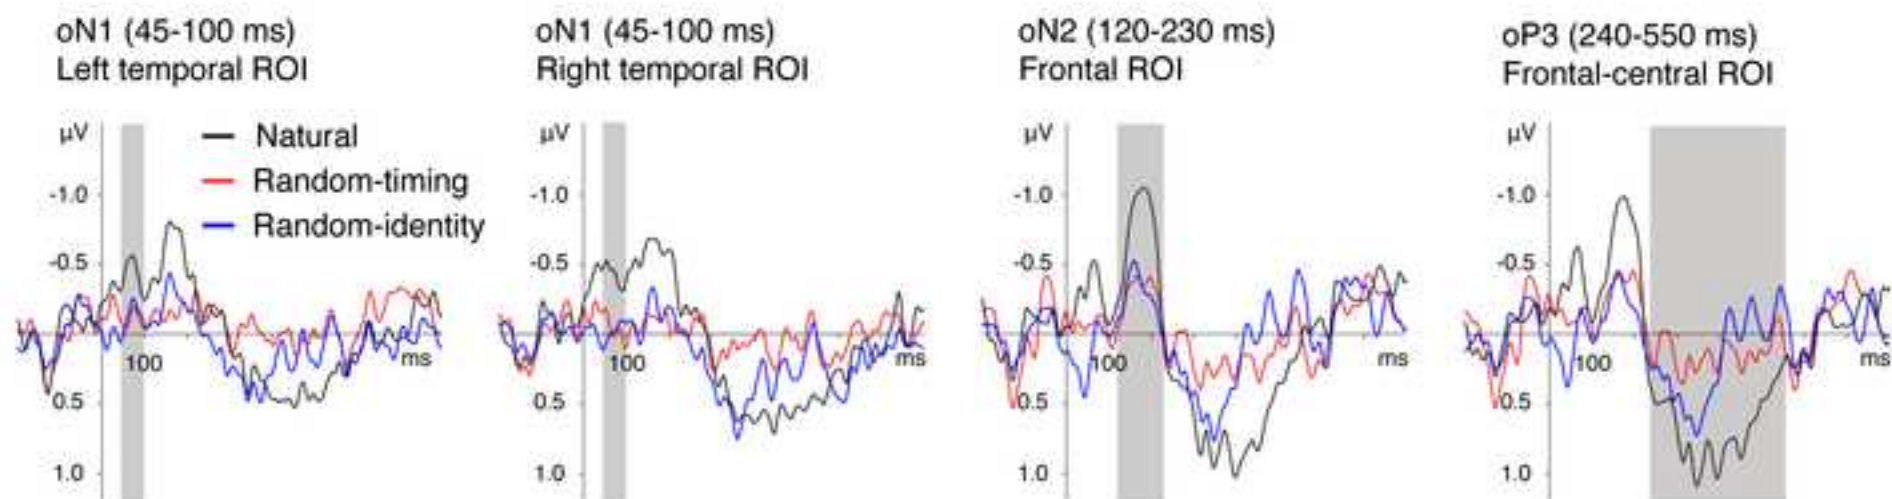 oN1 (45-100 ms)
Left temporal ROI
oN1 (45-100 ms)
Right temporal ROI
oN2 (120-230 ms)
Frontal ROI
oP3 (240-550 ms)
Frontal-central ROI
µV
-1.0
-0.5
0.5
1.0
100
ms
Natural
Random-timing
Random-identity
µV
-1.0
-0.5
0.5
1.0
100
ms
µV
-1.0
-0.5
0.5
1.0
100
ms
µV
-1.0
-0.5
0.5
1.0
100
ms